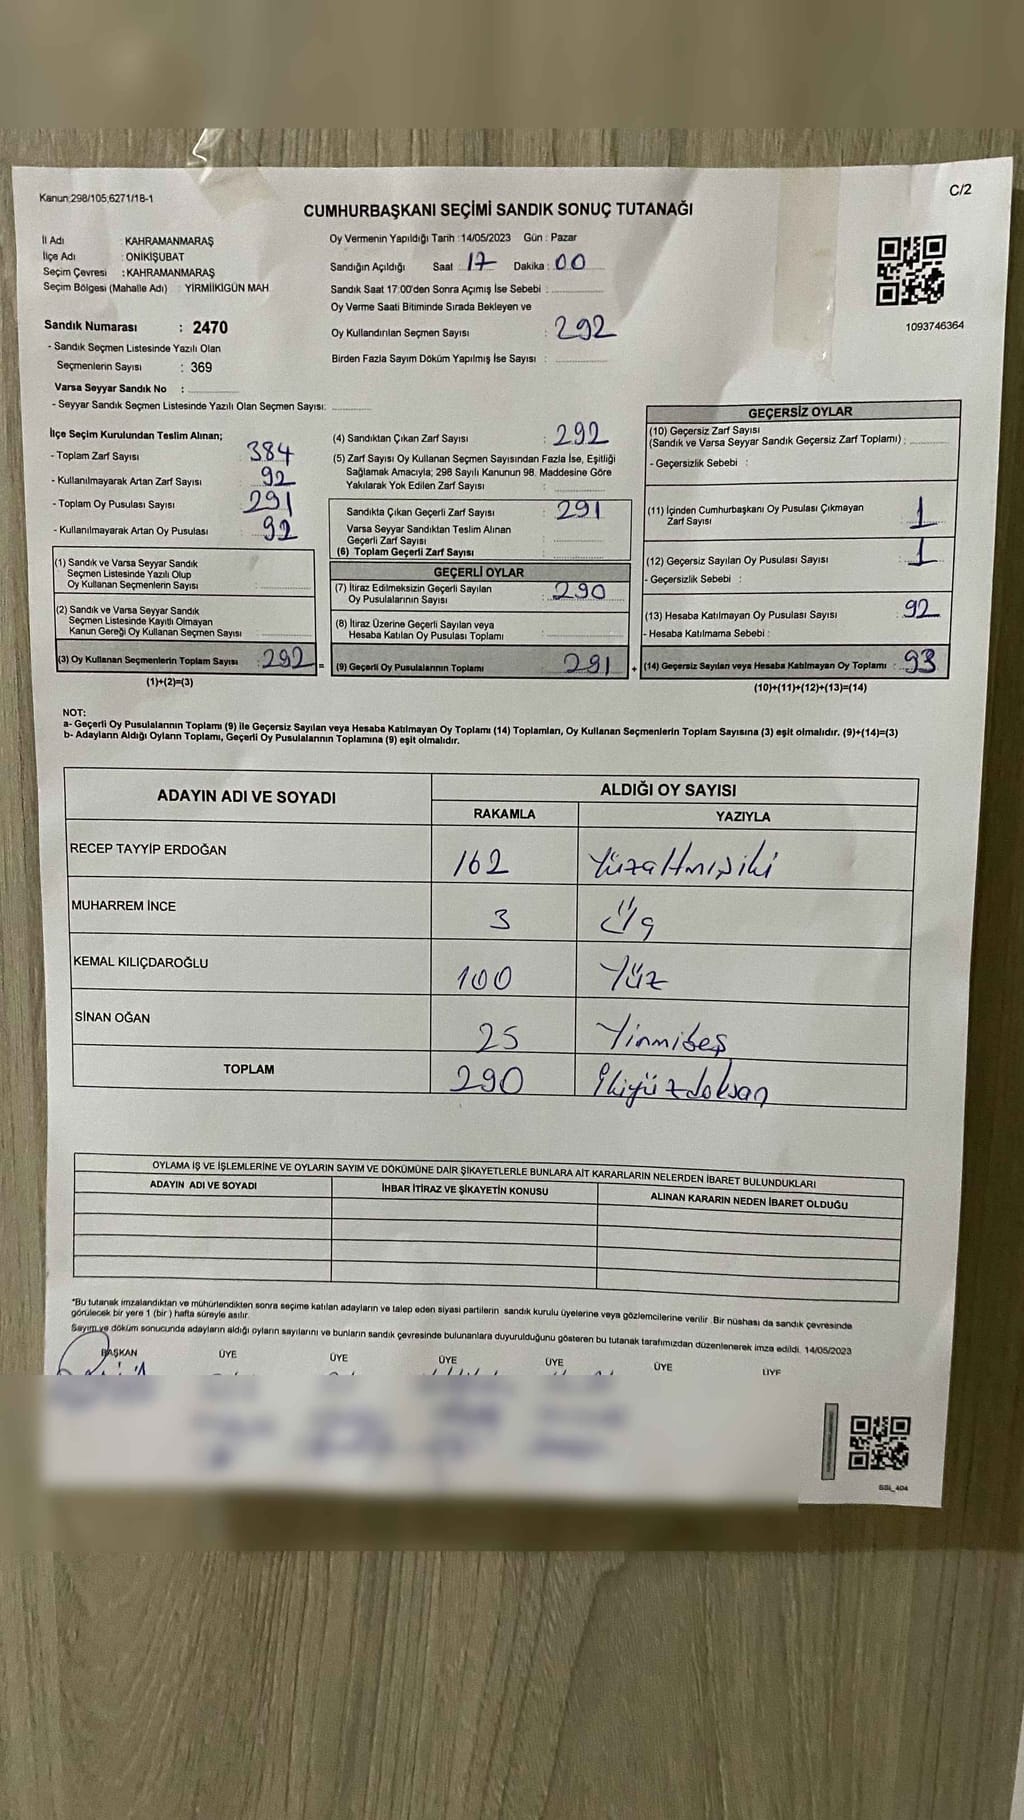 Kanun;298/105;6271/18-1
C/2
CUMHURBAŞKANI SEÇİMİ SANDIK SONUÇ TUTANAĞI
İl Adı : KAHRAMANMARAŞ
İlçe Adı : ONİKİŞUBAT
Seçim Çevresi : KAHRAMANMARAŞ
Seçim Bölgesi (Mahalle Adı) : YİRMİİKİGÜN MAH.
Sandık Numarası : 2470
- Sandık Seçmen Listesinde Yazılı Olan
Seçmenlerin Sayısı : 369
Varsa Seyyar Sandık No :
- Seyyar Sandık Seçmen Listesinde Yazılı Olan Seçmen Sayısı:
Oy Vermenin Yapıldığı Tarih : 14/05/2023 Gün : Pazar
Sandığın Açıldığı Saat : 17 Dakika : 00
Sandık Saat 17:00'den Sonra Açımış İse Sebebi :
Oy Verme Saati Bitiminde Sırada Bekleyen ve
Oy Kullandırılan Seçmen Sayısı : 292
Birden Fazla Sayım Döküm Yapılmış İse Sayısı :
1093746364
İlçe Seçim Kurulundan Teslim Alınan;
- Toplam Zarf Sayısı : 384
- Kullanılmayarak Artan Zarf Sayısı : 92
- Toplam Oy Pusulası Sayısı : 291
- Kullanılmayarak Artan Oy Pusulası : 92
(1) Sandık ve Varsa Seyyar Sandık
Seçmen Listesinde Yazılı Olup
Oy Kullanan Seçmenlerin Sayısı :
(2) Sandık ve Varsa Seyyar Sandık
Seçmen Listesinde Kayıtlı Olmayan
Kanun Gereği Oy Kullanan Seçmen Sayısı :
(3) Oy Kullanan Seçmenlerin Toplam Sayısı : 292 =
(1)+(2)=(3)
(4) Sandıktan Çıkan Zarf Sayısı : 292
(5) Zarf Sayısı Oy Kullanan Seçmen Sayısından Fazla İse, Eşitliği
Sağlamak Amacıyla; 298 Sayılı Kanunun 98. Maddesine Göre
Yakılarak Yok Edilen Zarf Sayısı :
Sandıkta Çıkan Geçerli Zarf Sayısı : 291
Varsa Seyyar Sandıktan Teslim Alınan
Geçerli Zarf Sayısı :
(6) Toplam Geçerli Zarf Sayısı :
GEÇERLİ OYLAR
(7) İtiraz Edilmeksizin Geçerli Sayılan
Oy Pusulalarının Sayısı : 290
(8) İtiraz Üzerine Geçerli Sayılan veya
Hesaba Katılan Oy Pusulası Toplamı :
(9) Geçerli Oy Pusulalarının Toplamı : 291 +
GEÇERSİZ OYLAR
(10) Geçersiz Zarf Sayısı
(Sandık ve Varsa Seyyar Sandık Geçersiz Zarf Toplamı) :
- Geçersizlik Sebebi :
(11) İçinden Cumhurbaşkanı Oy Pusulası Çıkmayan
Zarf Sayısı : 1
(12) Geçersiz Sayılan Oy Pusulası Sayısı : 1
- Geçersizlik Sebebi :
(13) Hesaba Katılmayan Oy Pusulası Sayısı : 92
- Hesaba Katılmama Sebebi :
(14) Geçersiz Sayılan veya Hesaba Katılmayan Oy Toplamı : 93
(10)+(11)+(12)+(13)=(14)
NOT:
a- Geçerli Oy Pusulalarının Toplamı (9) ile Geçersiz Sayılan veya Hesaba Katılmayan Oy Toplamı (14) Toplamları, Oy Kullanan Seçmenlerin Toplam Sayısına (3) eşit olmalıdır. (9)+(14)=(3)
b- Adayların Aldığı Oyların Toplamı, Geçerli Oy Pusulalarının Toplamına (9) eşit olmalıdır.
ADAYIN ADI VE SOYADI
ALDIĞI OY SAYISI
RAKAMLA YAZIYLA
RECEP TAYYİP ERDOĞAN 162 Yüzaltmışiki
MUHARREM İNCE 3 Üç
KEMAL KILIÇDAROĞLU 100 Yüz
SİNAN OĞAN 25 Yirmibeş
TOPLAM 290 İkiyüzdoksan
OYLAMA İŞ VE İŞLEMLERİNE VE OYLARIN SAYIM VE DÖKÜMÜNE DAİR ŞİKAYETLERLE BUNLARA AİT KARARLARIN NELERDEN İBARET BULUNDUKLARI
ADAYIN ADI VE SOYADI İHBAR İTİRAZ VE ŞİKAYETİN KONUSU ALINAN KARARIN NEDEN İBARET OLDUĞU
*Bu tutanak imzalandıktan ve mühürlendikten sonra seçime katılan adayların ve talep eden siyasi partilerin sandık kurulu üyelerine veya gözlemcilerine verilir. Bir nüshası da sandık çevresinde
görülecek bir yere 1 (bir ) hafta süreyle asılır.
Sayım ve döküm sonucunda adayların aldığı oyların sayılarını ve bunların sandık çevresinde bulunanlara duyurulduğunu gösteren bu tutanak tarafımızdan düzenlenerek imza edildi. 14/05/2023
BAŞKAN ÜYE ÜYE ÜYE ÜYE ÜYE ÜYE
SSİ_404